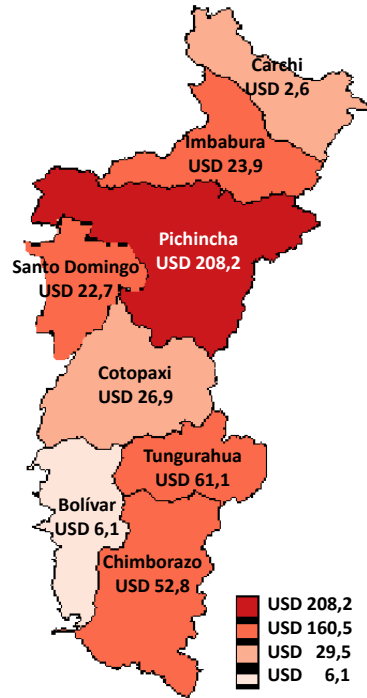 Carchi
USD 2,6
Imbabura
USD 23,9
Pichincha
USD 208,2
Santo Domingo
USD 22,7
Cotopaxi
USD 26,9
Tungurahua
USD 61,1
Bolívar
USD 6,1
Chimborazo
USD 52,8
USD 208,2
USD 160,5
USD 29,5
USD 6,1